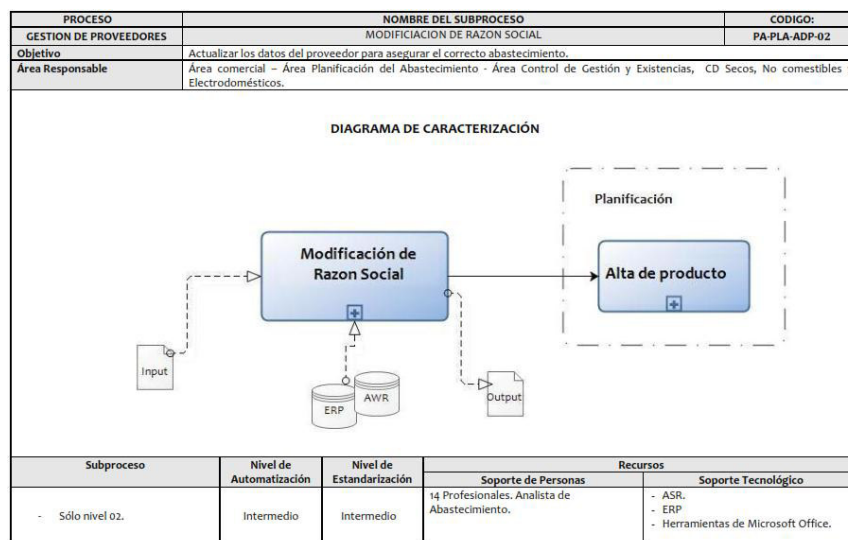 PROCESO NOMBRE DEL SUBPROCESO CODIGO:
GESTION DE PROVEEDORES MODIFICIACION DE RAZON SOCIAL PA-PLA-ADP-02
Objetivo Actualizar los datos del proveedor para asegurar el correcto abastecimiento.
Área Responsable Área comercial – Área Planificación del Abastecimiento - Área Control de Gestión y Existencias, CD Secos, No comestibles
Electrodomésticos.
DIAGRAMA DE CARACTERIZACIÓN
Planificación
Modificación de
Razon Social
Alta de producto
Input
ERP
AWR
Output
Subproceso Nivel de Nivel de Recursos
Automatización Estandarización Soporte de Personas Soporte Tecnológico
- Sólo nivel 02. Intermedio Intermedio 14 Profesionales. Analista de
Abastecimiento.
- ASR.
- ERP
- Herramientas de Microsoft Office.